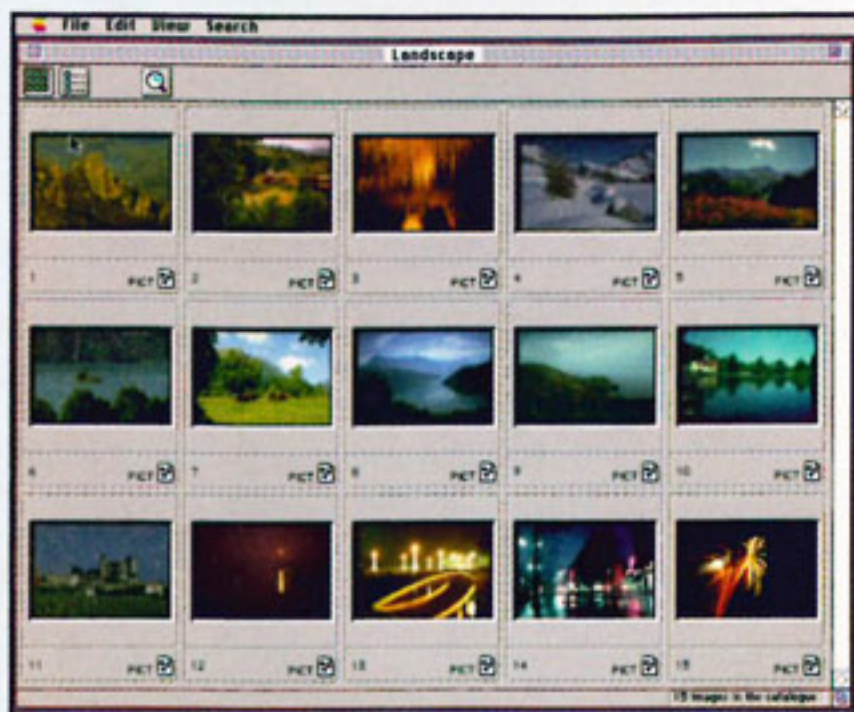 File Edit View Search
Landscape
1 PICT 2 PICT 3 PICT 4 PICT 5 PICT
6 PICT 7 PICT 8 PICT 9 PICT 10 PICT
11 PICT 12 PICT 13 PICT 14 PICT 15 PICT
15 images in the catalogue